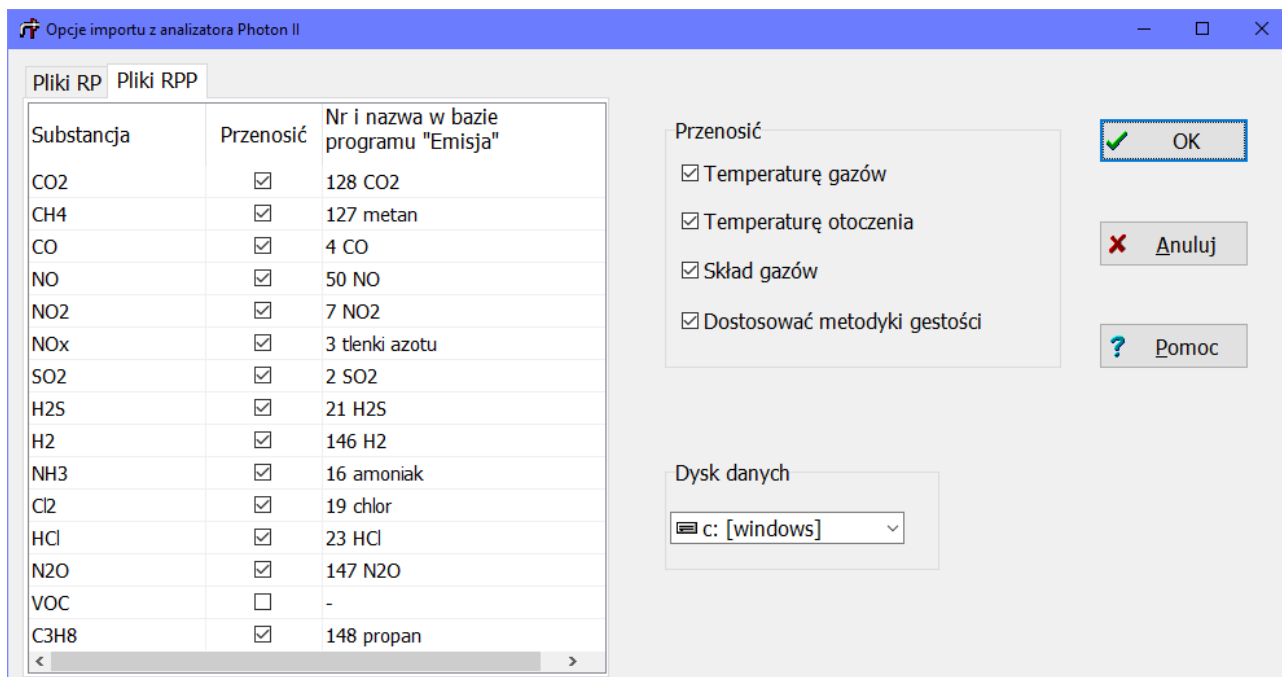 Opcje importu z analizatora Photon II
Pliki RP Pliki RPP
Substancja Przenosić Nr i nazwa w bazie
programu "Emisja"
CO2 128 CO2
CH4 127 metan
CO 4 CO
NO 50 NO
NO2 7 NO2
NOx 3 tlenki azotu
SO2 2 SO2
H2S 21 H2S
H2 146 H2
NH3 16 amoniak
Cl2 19 chlor
HCl 23 HCl
N2O 147 N2O
VOC -
C3H8 148 propan
Przenosić
Temperaturę gazów
Temperaturę otoczenia
Skład gazów
Dostosować metodyki gestości
Dysk danych
c: [windows]
OK
Anuluj
? Pomoc